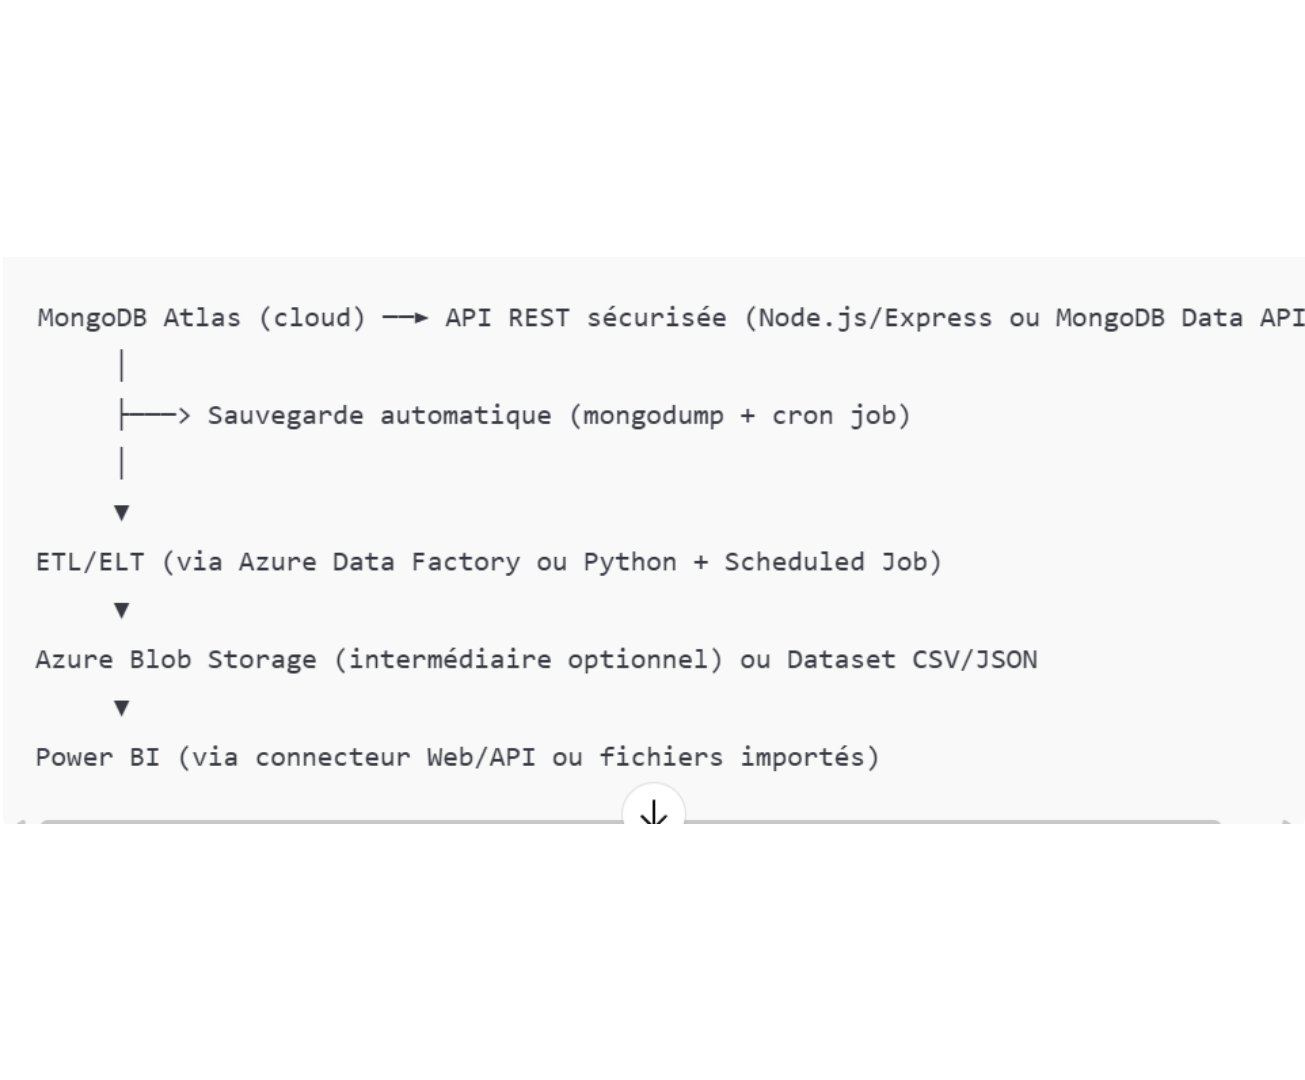 MongoDB Atlas (cloud) ──► API REST sécurisée (Node.js/Express ou MongoDB Data API
│
├───> Sauvegarde automatique (mongodump + cron job)
│
▼
ETL/ELT (via Azure Data Factory ou Python + Scheduled Job)
▼
Azure Blob Storage (intermédiaire optionnel) ou Dataset CSV/JSON
▼
Power BI (via connecteur Web/API ou fichiers importés)